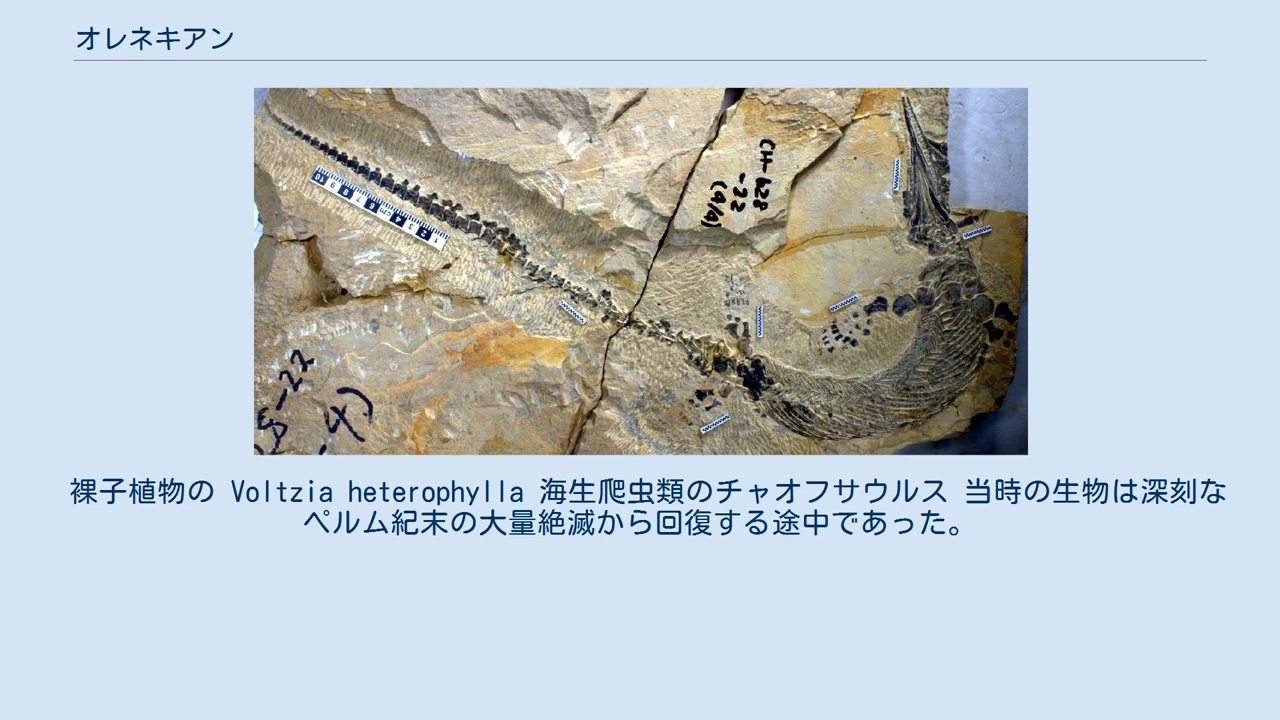 オレネキアン
CH-628
-22
(a/a)
裸子植物の Voltzia heterophylla 海生爬虫類のチャオフサウルス 当時の生物は深刻な
ペルム紀末の大量絶滅から回復する途中であった。